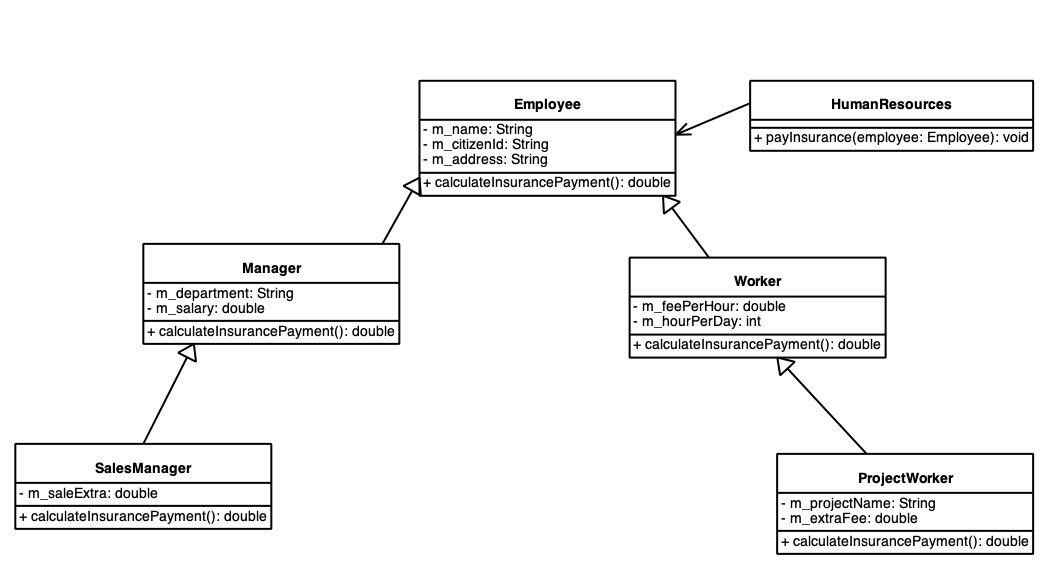 Employee
- m_name: String
- m_citizenId: String
- m_address: String
+ calculateInsurancePayment(): double
HumanResources
+ payInsurance(employee: Employee): void
Manager
- m_department: String
- m_salary: double
+ calculateInsurancePayment(): double
Worker
- m_feePerHour: double
- m_hourPerDay: int
+ calculateInsurancePayment(): double
SalesManager
- m_saleExtra: double
+ calculateInsurancePayment(): double
ProjectWorker
- m_projectName: String
- m_extraFee: double
+ calculateInsurancePayment(): double